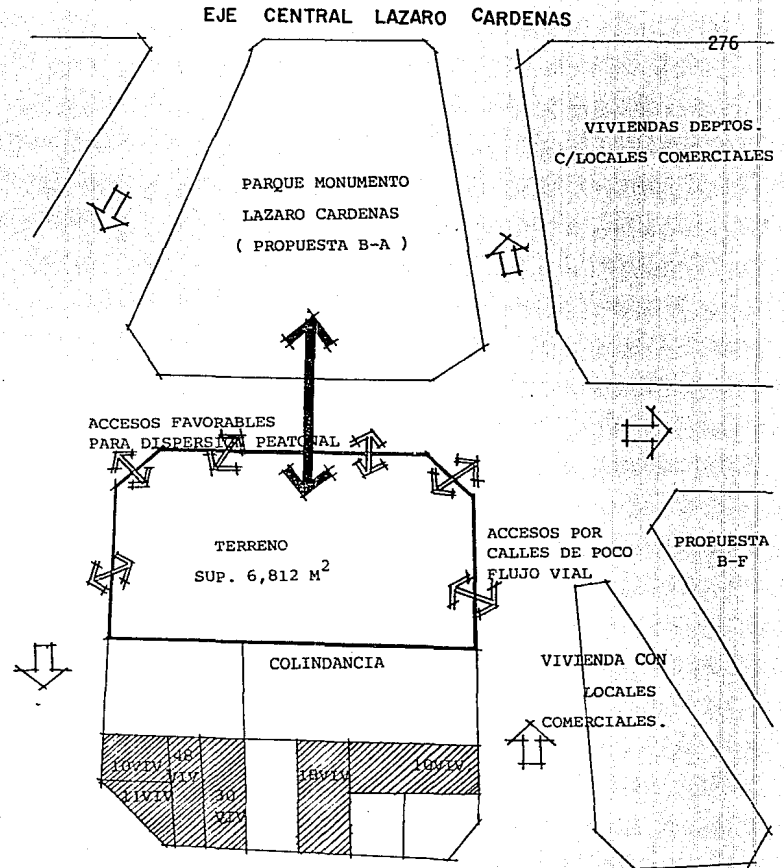 EJE CENTRAL LAZARO CARDENAS
276
VIVIENDAS DEPTOS.
C/LOCALES COMERCIALES
PARQUE MONUMENTO
LAZARO CARDENAS
( PROPUESTA B-A )
ACCESOS FAVORABLES
PARA DISPERSION PEATONAL
TERRENO
SUP. 6,812 M²
ACCESOS POR
CALLES DE POCO
FLUJO VIAL
PROPUESTA
B-F
COLINDANCIA
VIVIENDA CON
LOCALES
COMERCIALES.
10VIV
48
VIV
11VIV
30
VIV
18VIV
10VIV